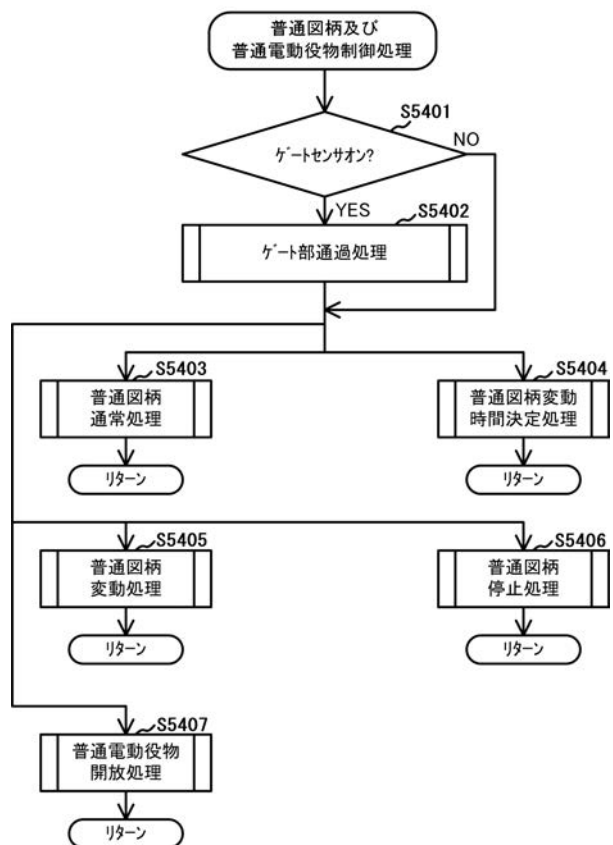 普通図柄及び
普通電動役物制御処理
S5401
ｹﾞｰﾄセンサオン?
NO
YES
S5402
ｹﾞｰﾄ部通過処理
S5403
普通図柄
通常処理
S5404
普通図柄変動
時間決定処理
ﾘﾀｰﾝ
ﾘﾀｰﾝ
S5405
普通図柄
変動処理
S5406
普通図柄
停止処理
ﾘﾀｰﾝ
ﾘﾀｰﾝ
S5407
普通電動役物
開放処理
ﾘﾀｰﾝ